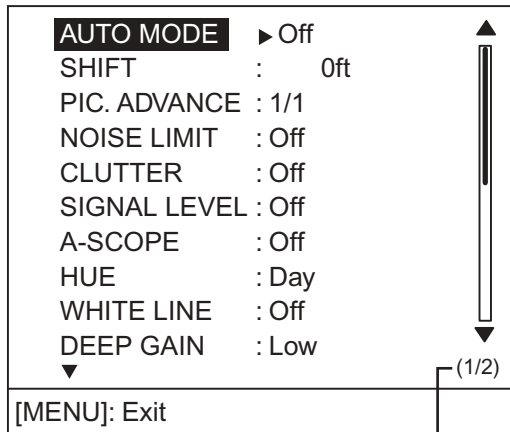 AUTO MODE ▶ Off
SHIFT : 0ft
PIC. ADVANCE : 1/1
NOISE LIMIT : Off
CLUTTER : Off
SIGNAL LEVEL : Off
A-SCOPE : Off
HUE : Day
WHITE LINE : Off
DEEP GAIN : Low
(1/2)
[MENU]: Exit